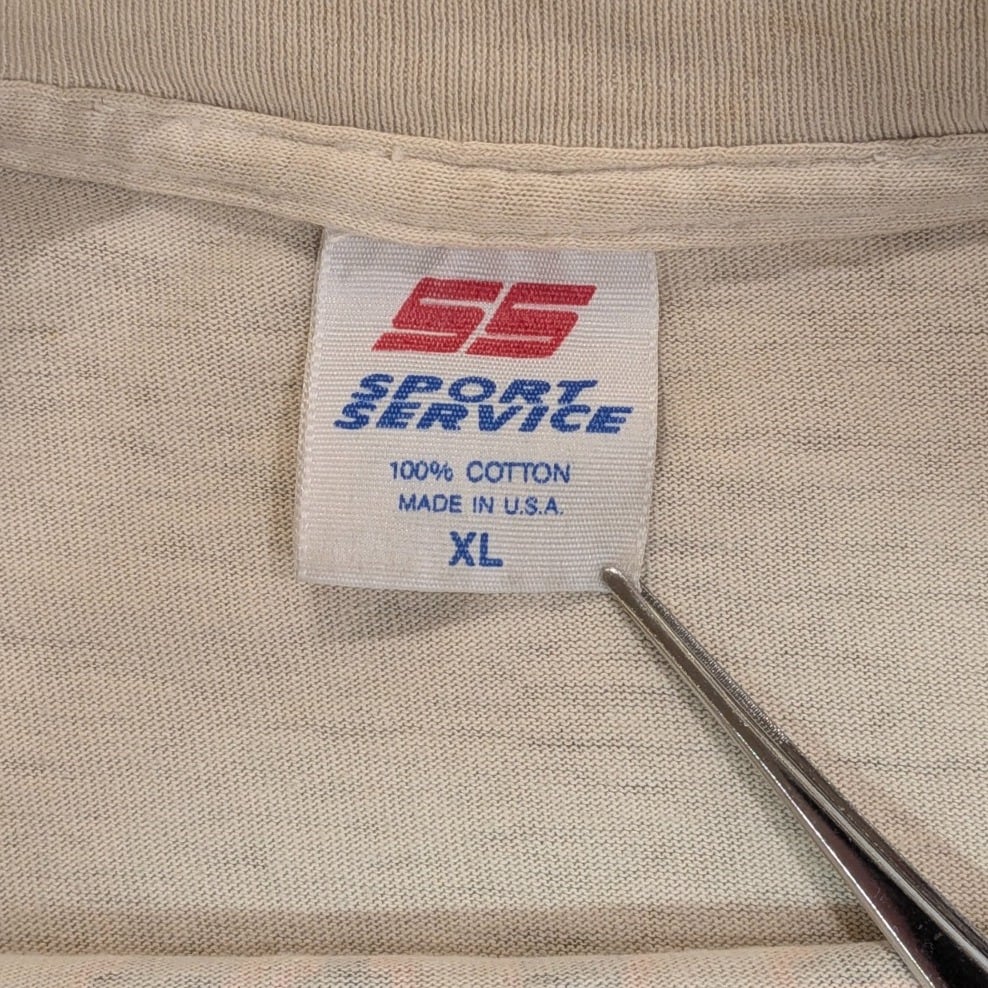 SS
SPORT
SERVICE
100% COTTON
MADE IN U.S.A.
XL